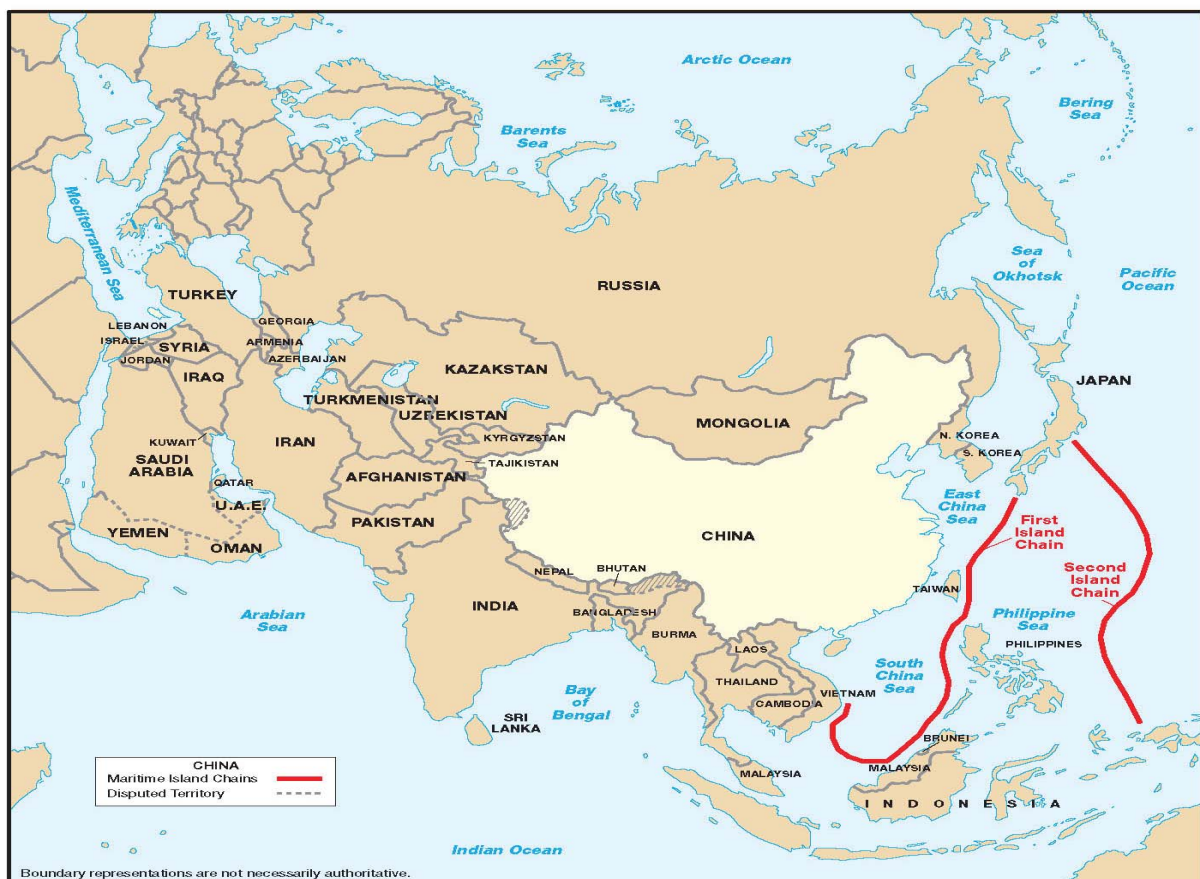 Arctic Ocean
Barents
Sea
Bering
Sea
Mediterranean Sea
Sea
of
Okhotsk
Pacific
Ocean
RUSSIA
TURKEY
GEORGIA
LEBANON
ISRAEL
SYRIA
ARMENIA
JORDAN
AZERBAIJAN
IRAQ
KAZAKSTAN
JAPAN
TURKMENISTAN
UZBEKISTAN
MONGOLIA
KUWAIT
IRAN
KYRGYZSTAN
N. KOREA
S. KOREA
SAUDI
ARABIA
TAJIKISTAN
AFGHANISTAN
QATAR
U.A.E.
East
China
Sea
YEMEN
OMAN
PAKISTAN
CHINA
First
Island
Chain
NEPAL
BHUTAN
TAIWAN
Second
Island
Chain
INDIA
BANGLADESH
BURMA
Arabian
Sea
Philippine
Sea
PHILIPPINES
LAOS
THAILAND
CAMBODIA
VIETNAM
South
China
Sea
Bay
of
Bengal
SRI
LANKA
BRUNEI
MALAYSIA
MALAYSIA
INDONESIA
CHINA
Maritime Island Chains
Disputed Territory
Indian Ocean
Boundary representations are not necessarily authoritative.